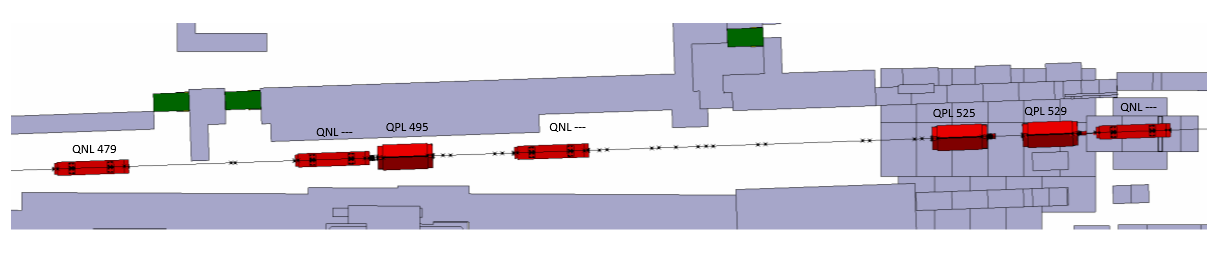 QNL 479
QNL ---
QPL 495
QNL ---
QPL 525
QPL 529
QNL ---